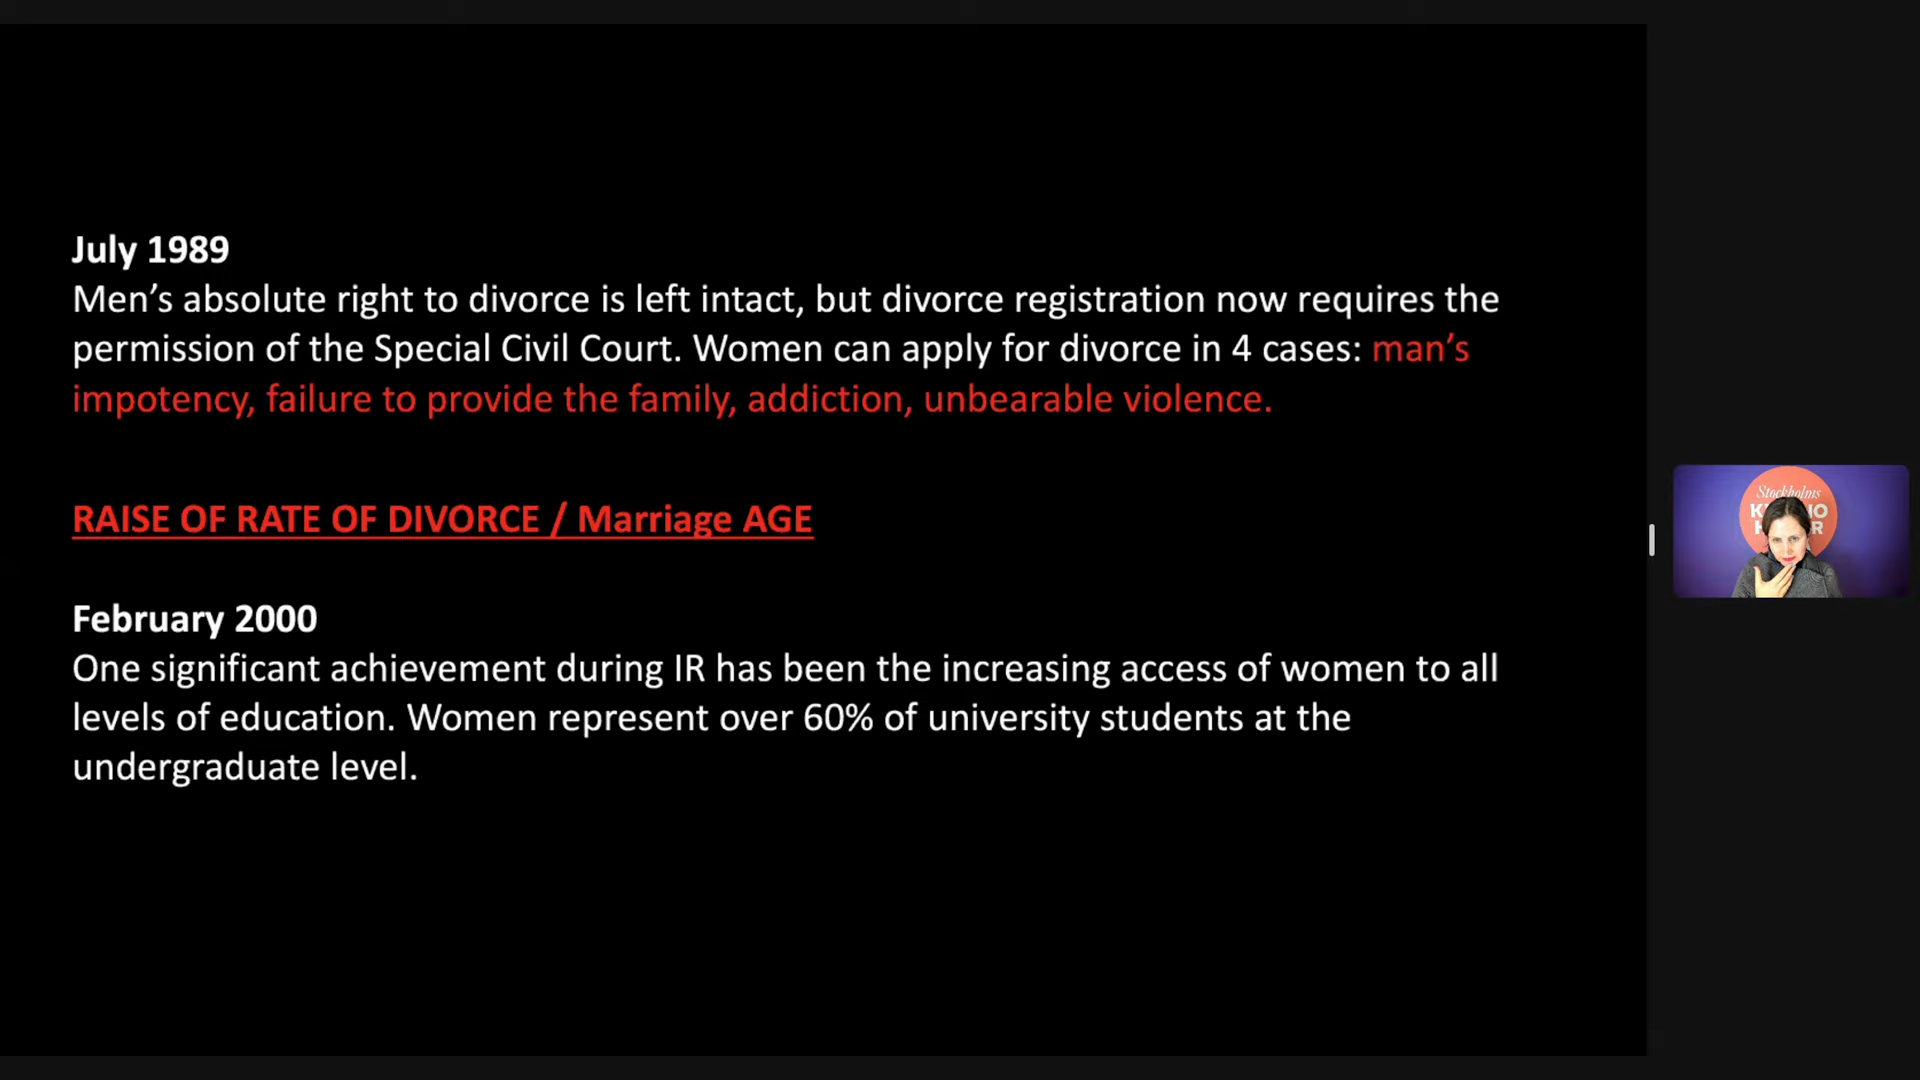 July 1989
Men’s absolute right to divorce is left intact, but divorce registration now requires the
permission of the Special Civil Court. Women can apply for divorce in 4 cases: man’s
impotency, failure to provide the family, addiction, unbearable violence.
RAISE OF RATE OF DIVORCE / Marriage AGE
February 2000
One significant achievement during IR has been the increasing access of women to all
levels of education. Women represent over 60% of university students at the
undergraduate level.
Stockholms